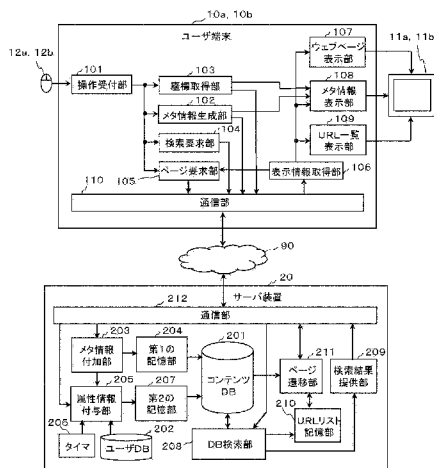 10a, 10b
ユーザ端末
11a, 11b
12a, 12b
101
操作受付部
103
座標取得部
102
メタ情報生成部
104
検索要求部
105
ページ要求部
107
ウェブページ
表示部
108
メタ情報
表示部
109
URL一覧
表示部
表示情報取得部
106
110
通信部
90
20
サーバ装置
212
通信部
203
メタ情報
付加部
204
第1の
記憶部
201
コンテンツ
DB
211
ページ
遷移部
209
検索結果
提供部
205
属性情報
付与部
207
第2の
記憶部
210
URLリスト
記憶部
206
タイマ
202
ユーザDB
208
DB検索部